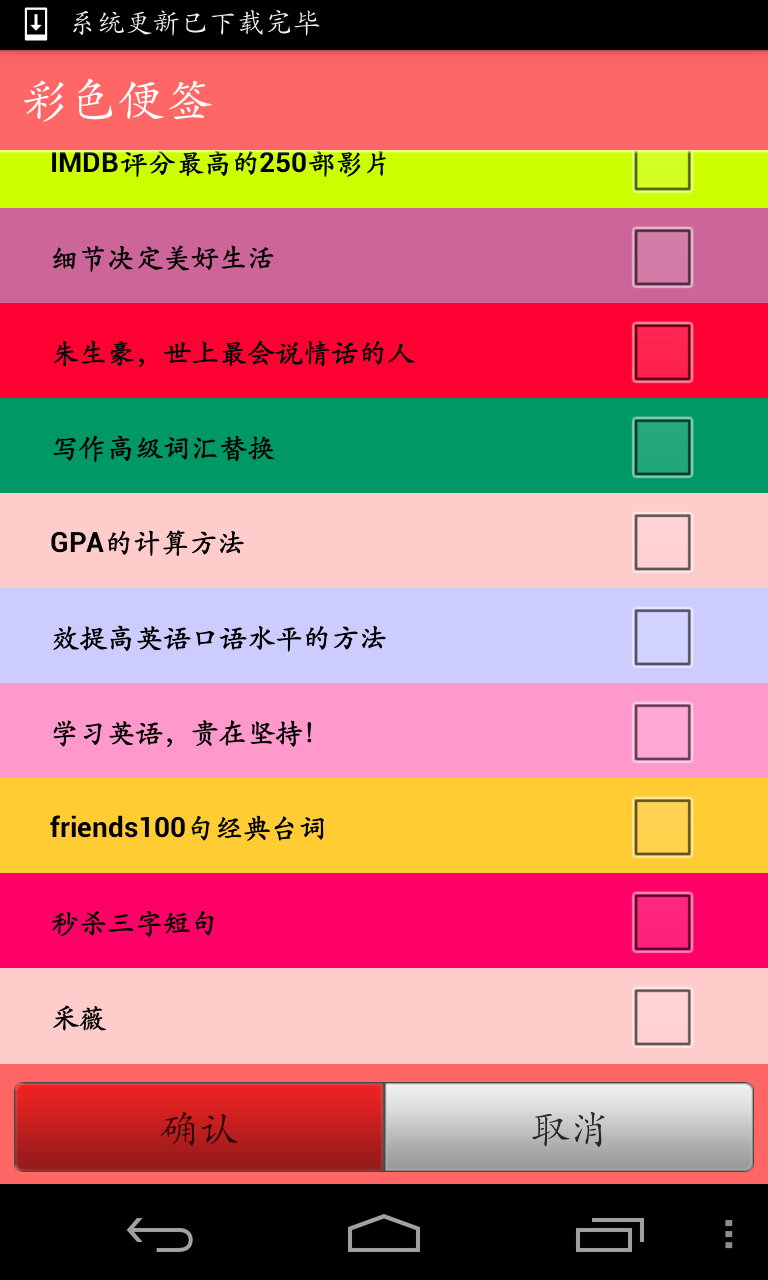 系统更新已下载完毕
彩色便签
IMDB评分最高的250部影片
细节决定美好生活
朱生豪，世上最会说情话的人
写作高级词汇替换
GPA的计算方法
效提高英语口语水平的方法
学习英语，贵在坚持！
friends100句经典台词
秒杀三字短句
采薇
确认
取消